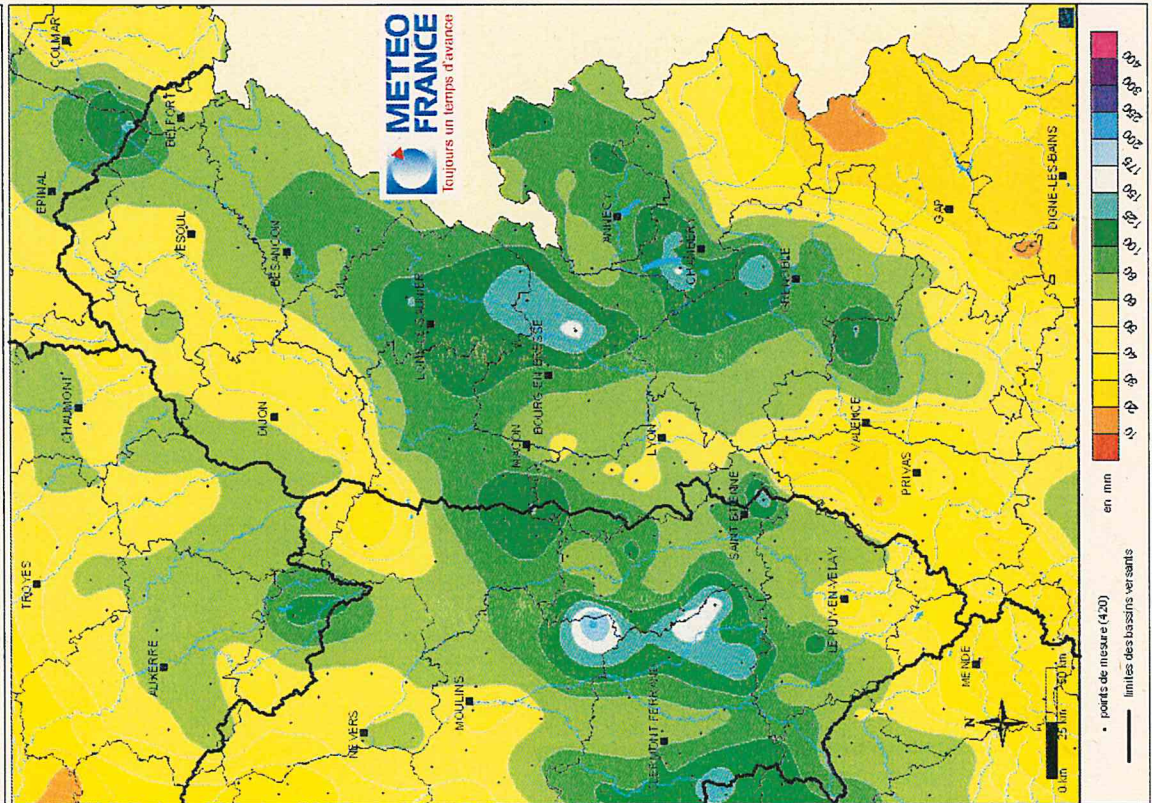 COLMAR
EPINAL
BELFORT
VESOUL
BESANCON
CHAUMONT
DIJON
TROYES
AUXERRE
NEVERS
MOULINS
METEO
FRANCE
Toujours un temps d'avance
MACON
BOURG-EN-BRESSE
ANNECY
CHAMBERY
LYON
SAINT-ETIENNE
VALENCE
PRIVAS
LE-PUY-EN-VELAY
MENDE
GAP
DIGNE-LES-BAINS
N
0 km 25 km 50 km
en mm
10 20 30 40 50 60 80 100 125 150 175 200 250 300 400
• points de mesure (420)
limites des bassins versants